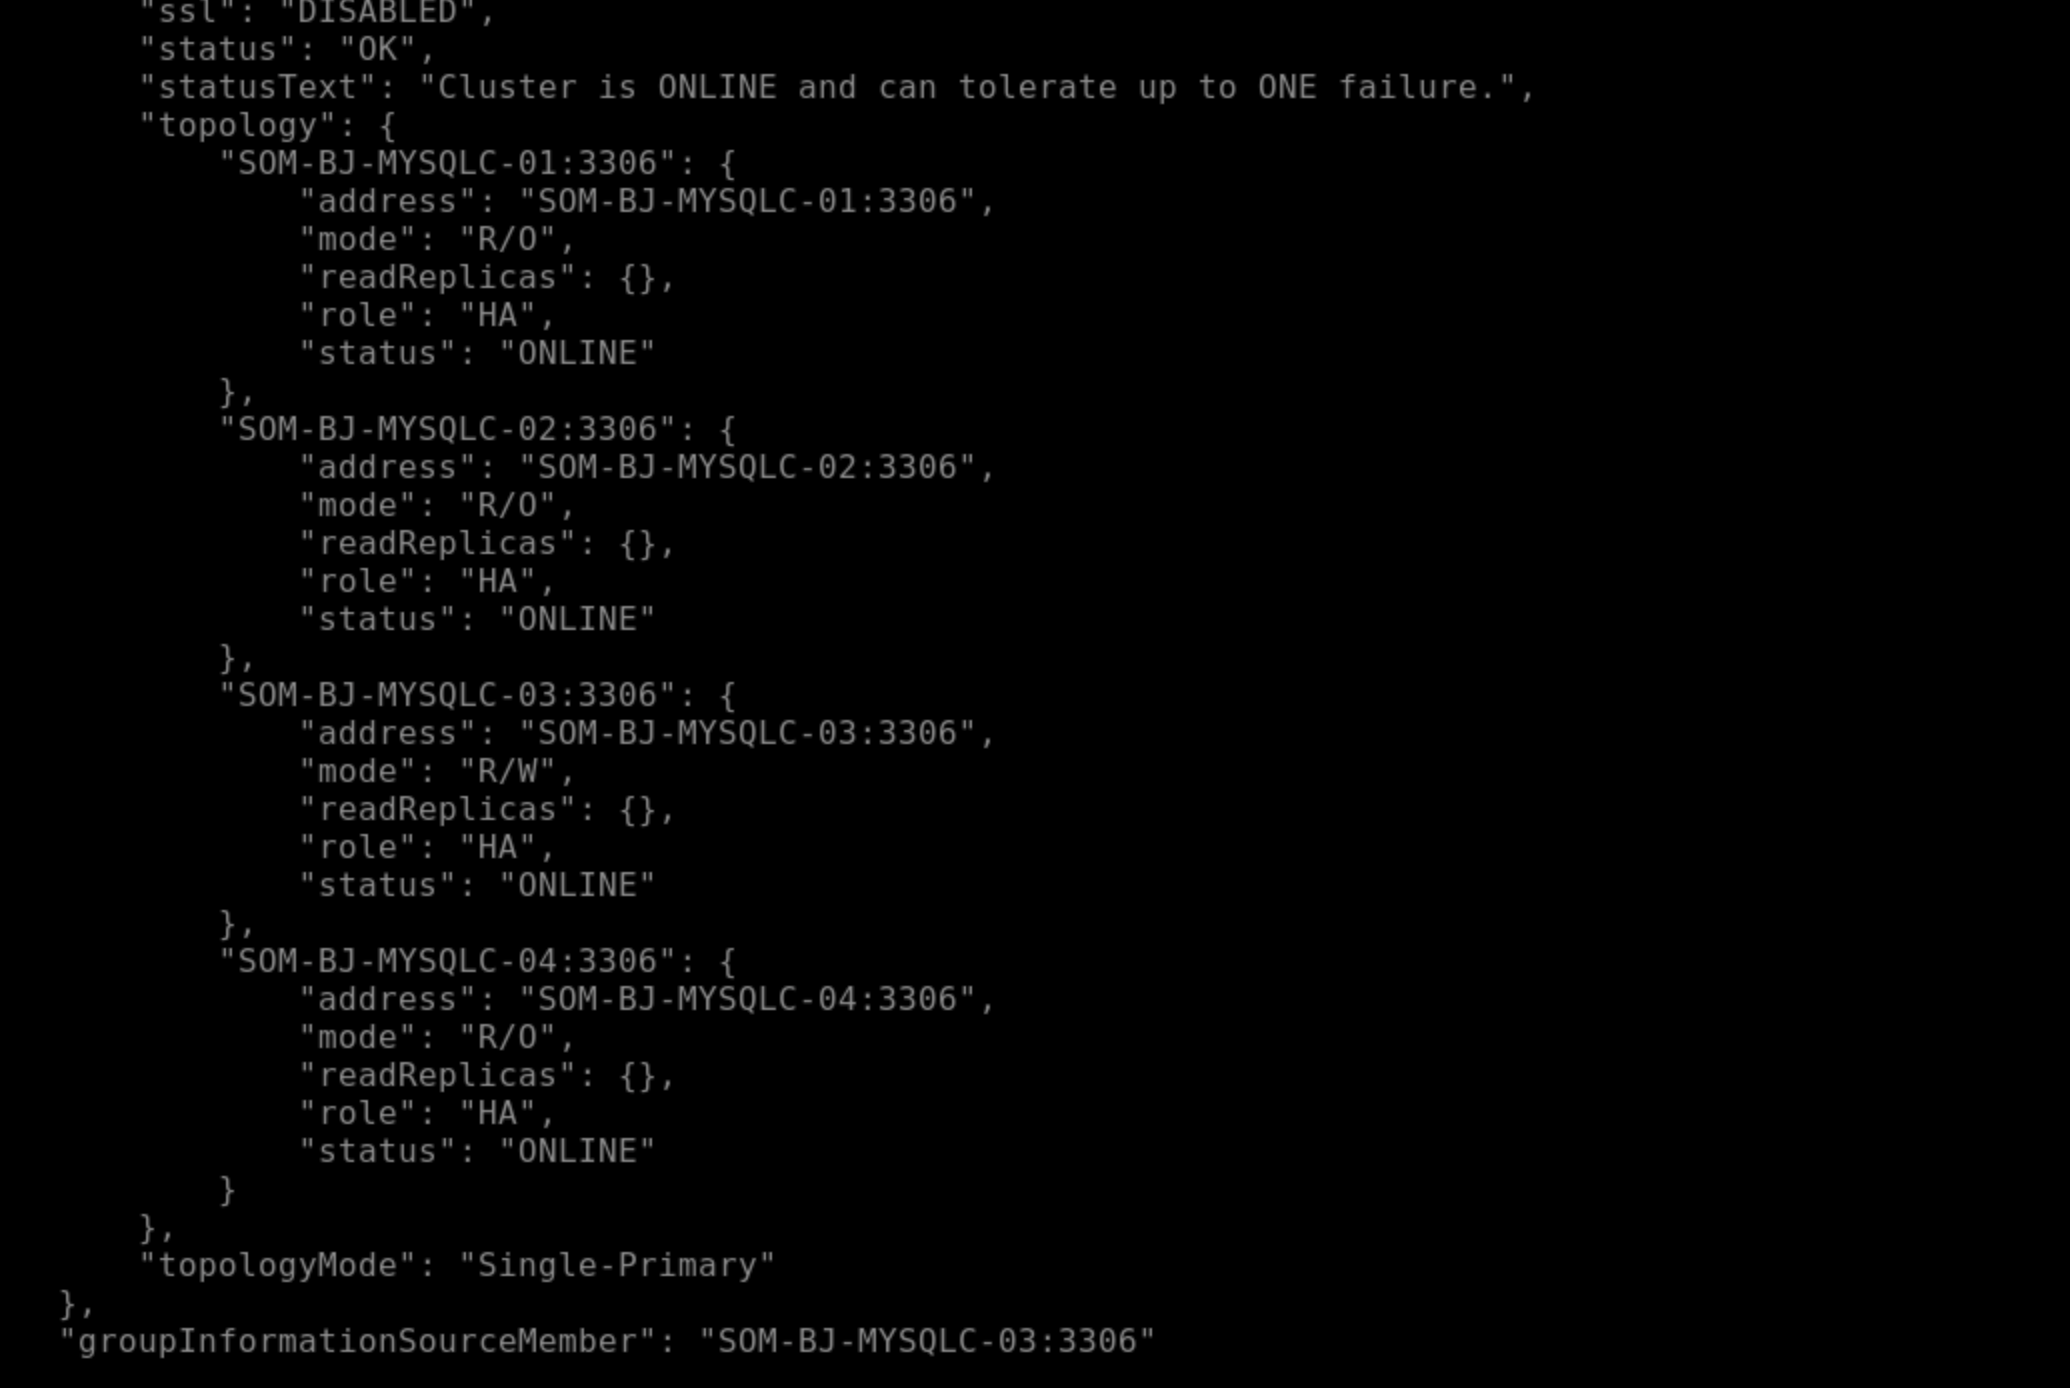 "ssl": "DISABLED",
"status": "OK",
"statusText": "Cluster is ONLINE and can tolerate up to ONE failure.",
"topology": {
"SOM-BJ-MYSQLC-01:3306": {
"address": "SOM-BJ-MYSQLC-01:3306",
"mode": "R/O",
"readReplicas": {},
"role": "HA",
"status": "ONLINE"
},
"SOM-BJ-MYSQLC-02:3306": {
"address": "SOM-BJ-MYSQLC-02:3306",
"mode": "R/O",
"readReplicas": {},
"role": "HA",
"status": "ONLINE"
},
"SOM-BJ-MYSQLC-03:3306": {
"address": "SOM-BJ-MYSQLC-03:3306",
"mode": "R/W",
"readReplicas": {},
"role": "HA",
"status": "ONLINE"
},
"SOM-BJ-MYSQLC-04:3306": {
"address": "SOM-BJ-MYSQLC-04:3306",
"mode": "R/O",
"readReplicas": {},
"role": "HA",
"status": "ONLINE"
}
},
"topologyMode": "Single-Primary"
},
"groupInformationSourceMember": "SOM-BJ-MYSQLC-03:3306"